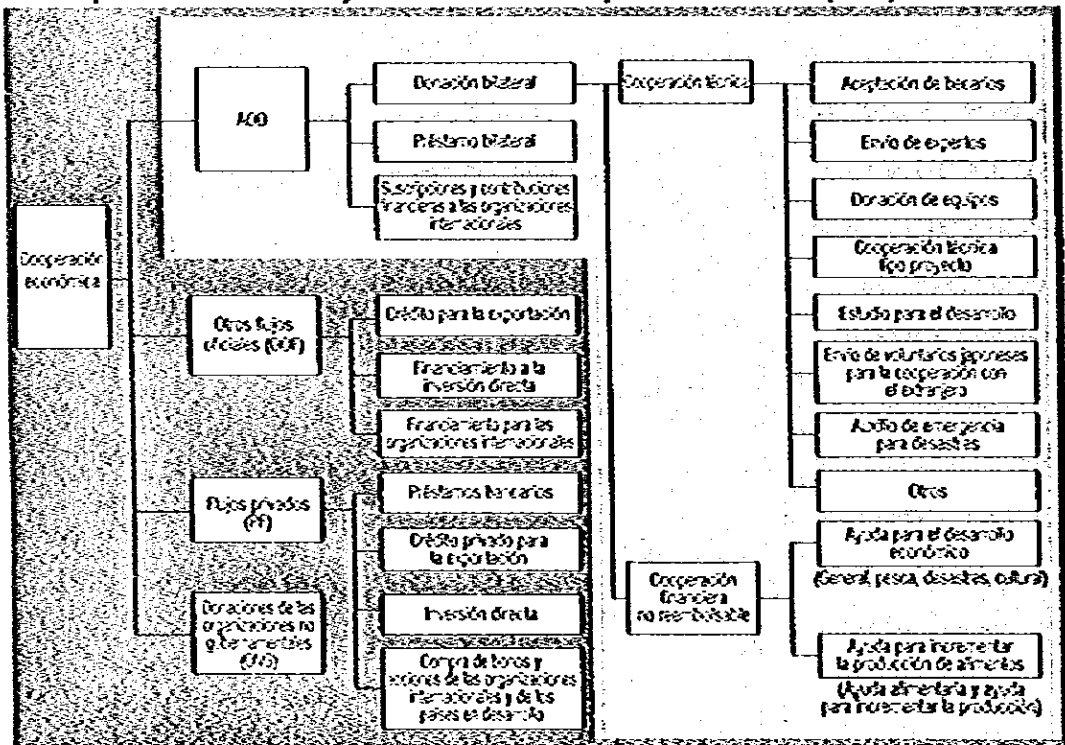 Cooperación
económica
AOD
Otros flujos
oficiales (OOF)
Flujos privados
(PF)
Donaciones de las
organizaciones no
gubernamentales
(ONG)
Donación bilateral
Préstamo bilateral
Suscripciones y contribuciones
financieras a las organizaciones
internacionales
Crédito para la exportación
Financiamiento a la
inversión directa
Financiamiento para las
organizaciones internacionales
Préstamos bancarios
Crédito privado para
la exportación
Inversión directa
Compra de bonos y
acciones de las organizaciones
internacionales y de los
países en desarrollo
Cooperación técnica
Cooperación
financiera
no reembolsable
Aceptación de becarios
Envío de expertos
Donación de equipos
Cooperación técnica
tipo proyecto
Estudio para el desarrollo
Envío de voluntarios japoneses
para la cooperación con
el extranjero
Auxilio de emergencia
para desastres
Otros
Ayuda para el desarrollo
económico
(General, pesca, desastres, cultural)
Ayuda para incrementar
la producción de alimentos
(Ayuda alimentaria y ayuda
para incrementar la producción)